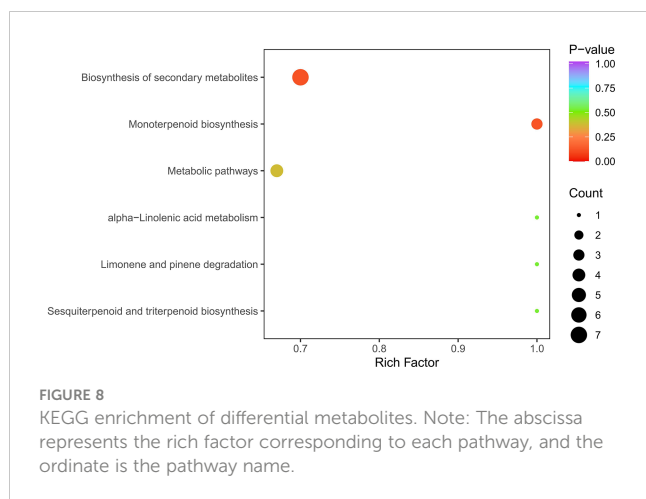 P−value
1.00
0.75
0.50
0.25
0.00
Biosynthesis of secondary metabolites
Monoterpenoid biosynthesis
Metabolic pathways
alpha−Linolenic acid metabolism
Limonene and pinene degradation
Sesquiterpenoid and triterpenoid biosynthesis
Count
1
2
3
4
5
6
7
0.7 0.8 0.9 1.0
Rich Factor
FIGURE 8
KEGG enrichment of differential metabolites. Note: The abscissa
represents the rich factor corresponding to each pathway, and the
ordinate is the pathway name.